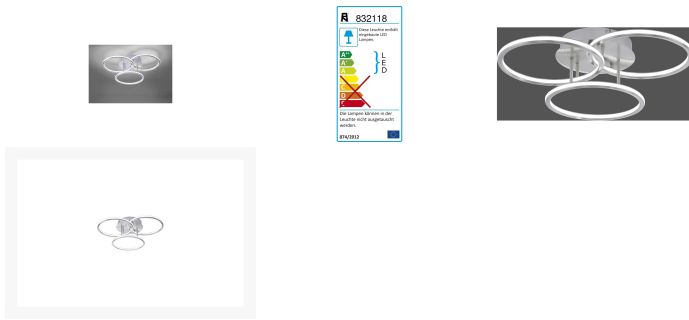 832118
Diese Leuchte enthält
eingebaute LED
Lampen.
A++
A+
A
L
E
D
C
D
E
Die Lampen können in der
Leuchte nicht ausgetauscht
werden.
874/2012